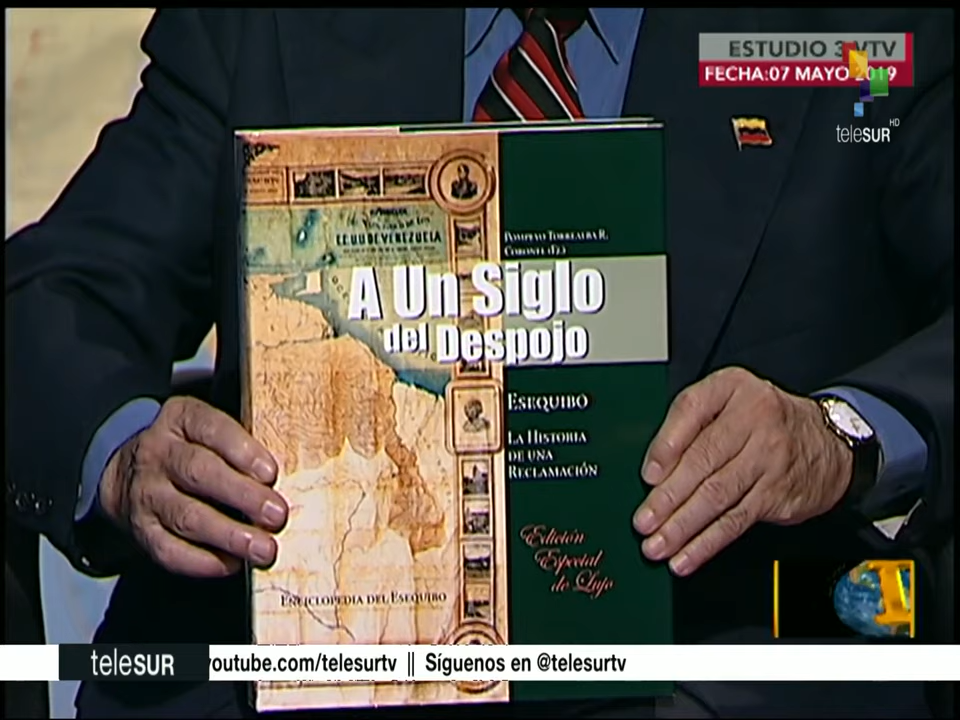 ESTUDIO 3 VTV
FECHA:07 MAYO 2019
teleSUR HD
EE.UU DE VENEZUELA
POMPEYO TORREALBA R.
CORONEL (EJ.)
A Un Siglo
del Despojo
ESEQUIBO
LA HISTORIA
DE UNA
RECLAMACIÓN
Edición
Especial
de Lujo
ENCICLOPEDIA DEL ESEQUIBO
teleSUR
youtube.com/telesurtv || Síguenos en @telesurtv